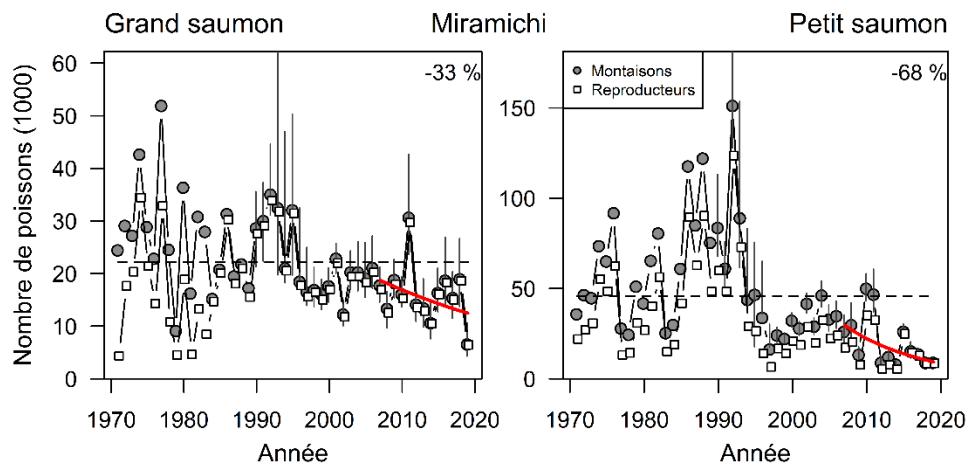 Grand saumon Miramichi Petit saumon
-33 %
-68 %
Montaisons
Reproducteurs
Nombre de poissons (1000)
60
50
40
30
20
10
0
150
100
50
0
1970 1980 1990 2000 2010 2020
1970 1980 1990 2000 2010 2020
Année
Année